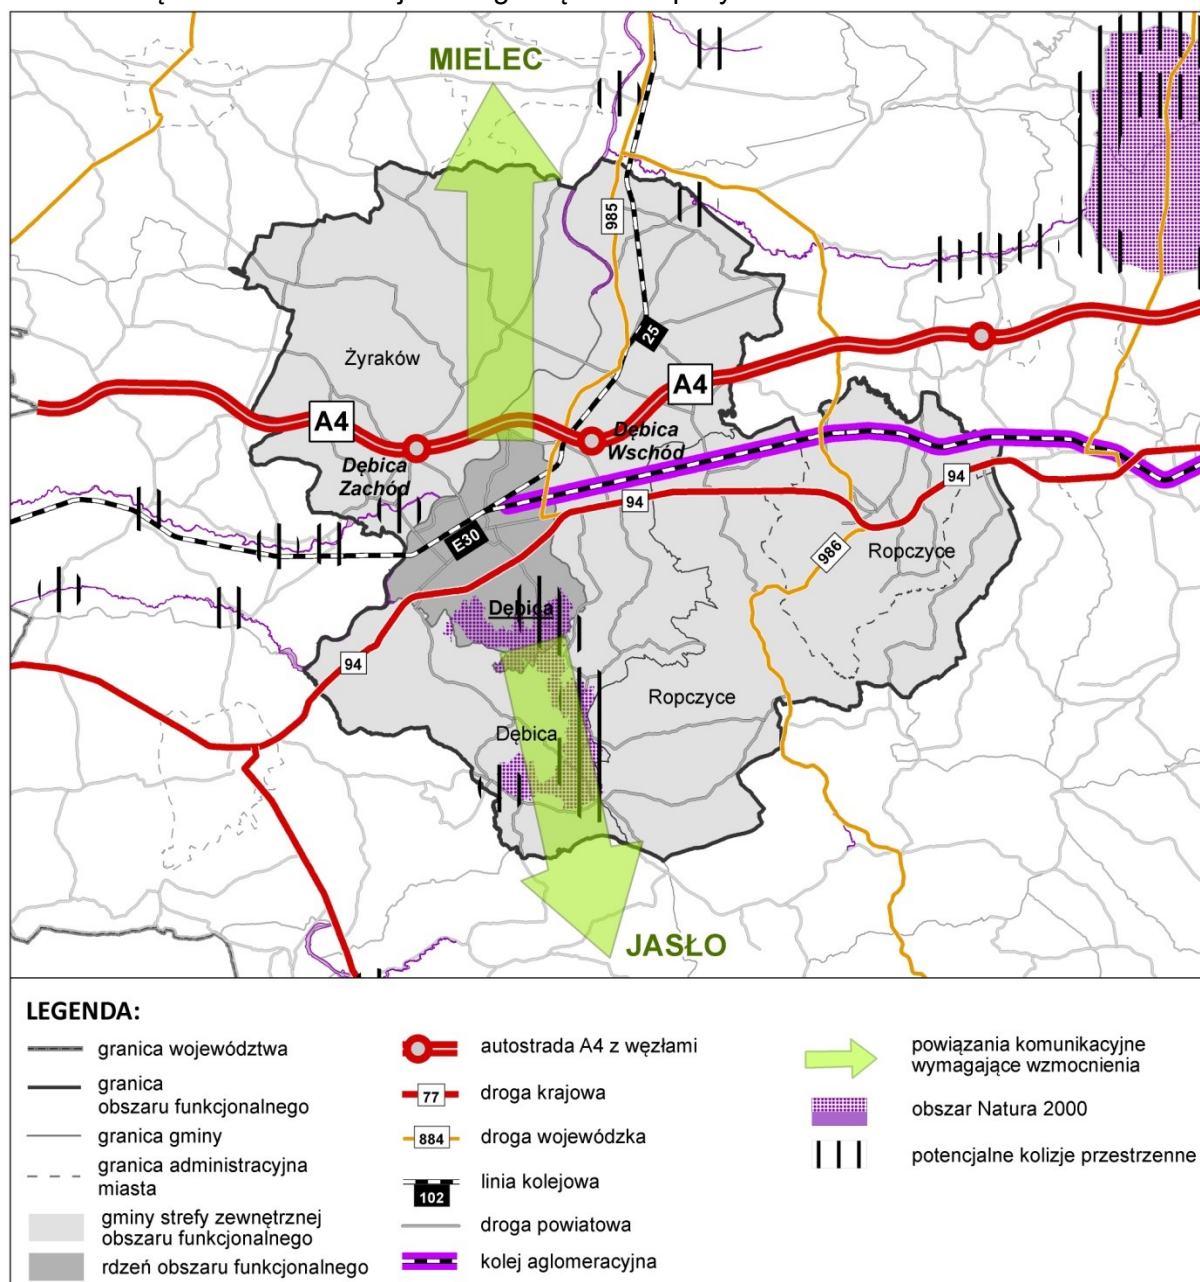 MIELEC
985
25
Żyraków
A4
A4
Dębica
Wschód
Dębica
Zachód
94
94
E30
986
Ropczyce
Dębica
94
Ropczyce
Dębica
JASŁO
LEGENDA:
granica województwa
granica
obszaru funkcjonalnego
granica gminy
granica administracyjna
miasta
gminy strefy zewnętrznej
obszaru funkcjonalnego
rdzeń obszaru funkcjonalnego
autostrada A4 z węzłami
77
droga krajowa
884
droga wojewódzka
linia kolejowa
102
droga powiatowa
kolej aglomeracyjna
powiązania komunikacyjne
wymagające wzmocnienia
obszar Natura 2000
potencjalne kolizje przestrzenne